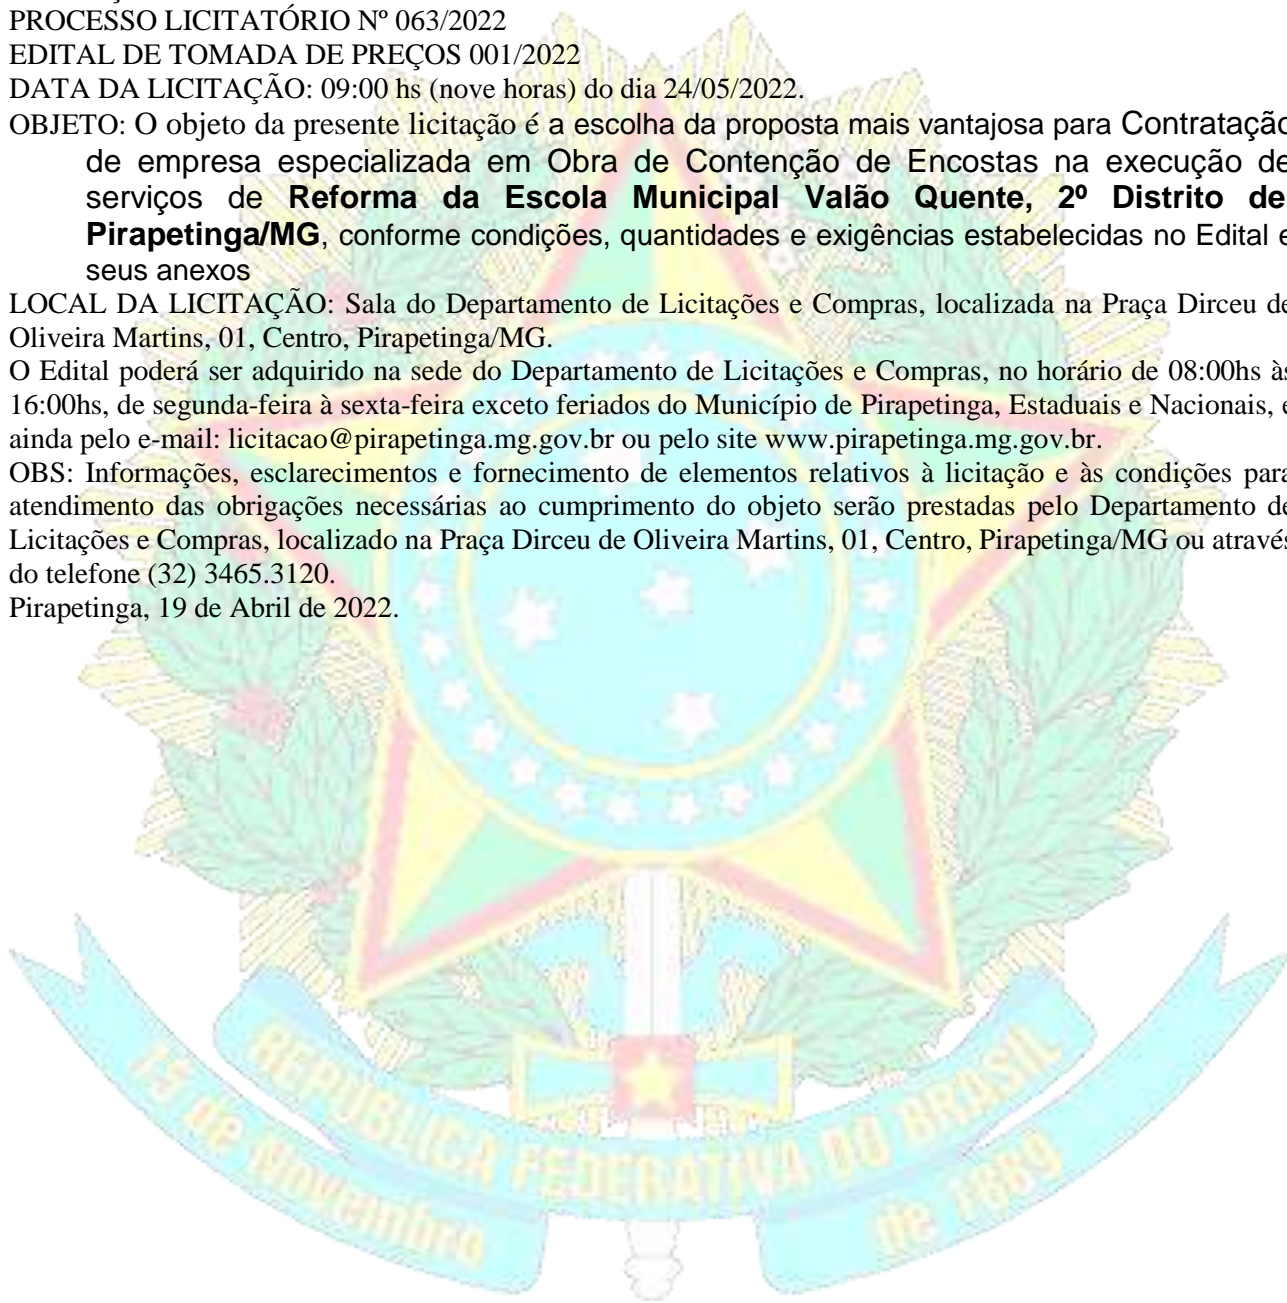 PROCESSO LICITATÓRIO Nº 063/2022
EDITAL DE TOMADA DE PREÇOS 001/2022
DATA DA LICITAÇÃO: 09:00 hs (nove horas) do dia 24/05/2022.
OBJETO: O objeto da presente licitação é a escolha da proposta mais vantajosa para Contratação
de empresa especializada em Obra de Contenção de Encostas na execução de
serviços de Reforma da Escola Municipal Valão Quente, 2º Distrito de
Pirapetinga/MG, conforme condições, quantidades e exigências estabelecidas no Edital e
seus anexos
LOCAL DA LICITAÇÃO: Sala do Departamento de Licitações e Compras, localizada na Praça Dirceu de
Oliveira Martins, 01, Centro, Pirapetinga/MG.
O Edital poderá ser adquirido na sede do Departamento de Licitações e Compras, no horário de 08:00hs às
16:00hs, de segunda-feira à sexta-feira exceto feriados do Município de Pirapetinga, Estaduais e Nacionais, e
ainda pelo e-mail: licitacao@pirapetinga.mg.gov.br ou pelo site www.pirapetinga.mg.gov.br.
OBS: Informações, esclarecimentos e fornecimento de elementos relativos à licitação e às condições para
atendimento das obrigações necessárias ao cumprimento do objeto serão prestadas pelo Departamento de
Licitações e Compras, localizado na Praça Dirceu de Oliveira Martins, 01, Centro, Pirapetinga/MG ou através
do telefone (32) 3465.3120.
Pirapetinga, 19 de Abril de 2022.
REPÚBLICA FEDERATIVA DO BRASIL
15 de Novembro
de 1889